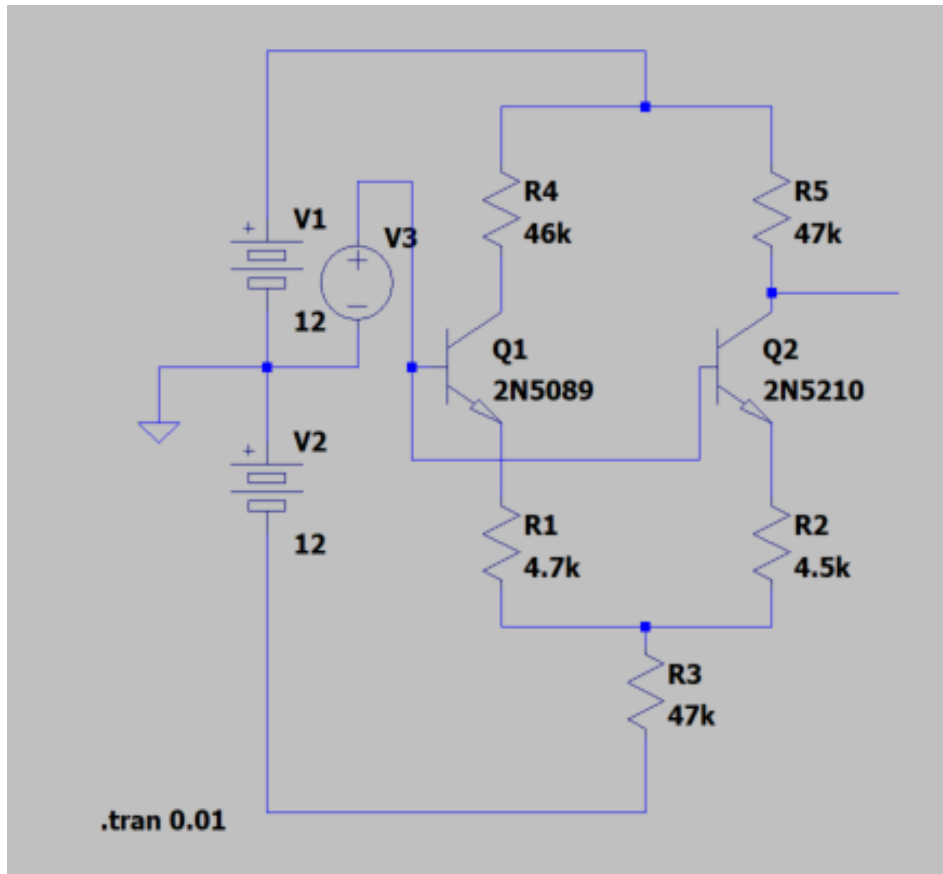 R4
46k
R5
47k
V1
+
12
V3
+
−
Q1
2N5089
Q2
2N5210
V2
+
12
R1
4.7k
R2
4.5k
R3
47k
.tran 0.01